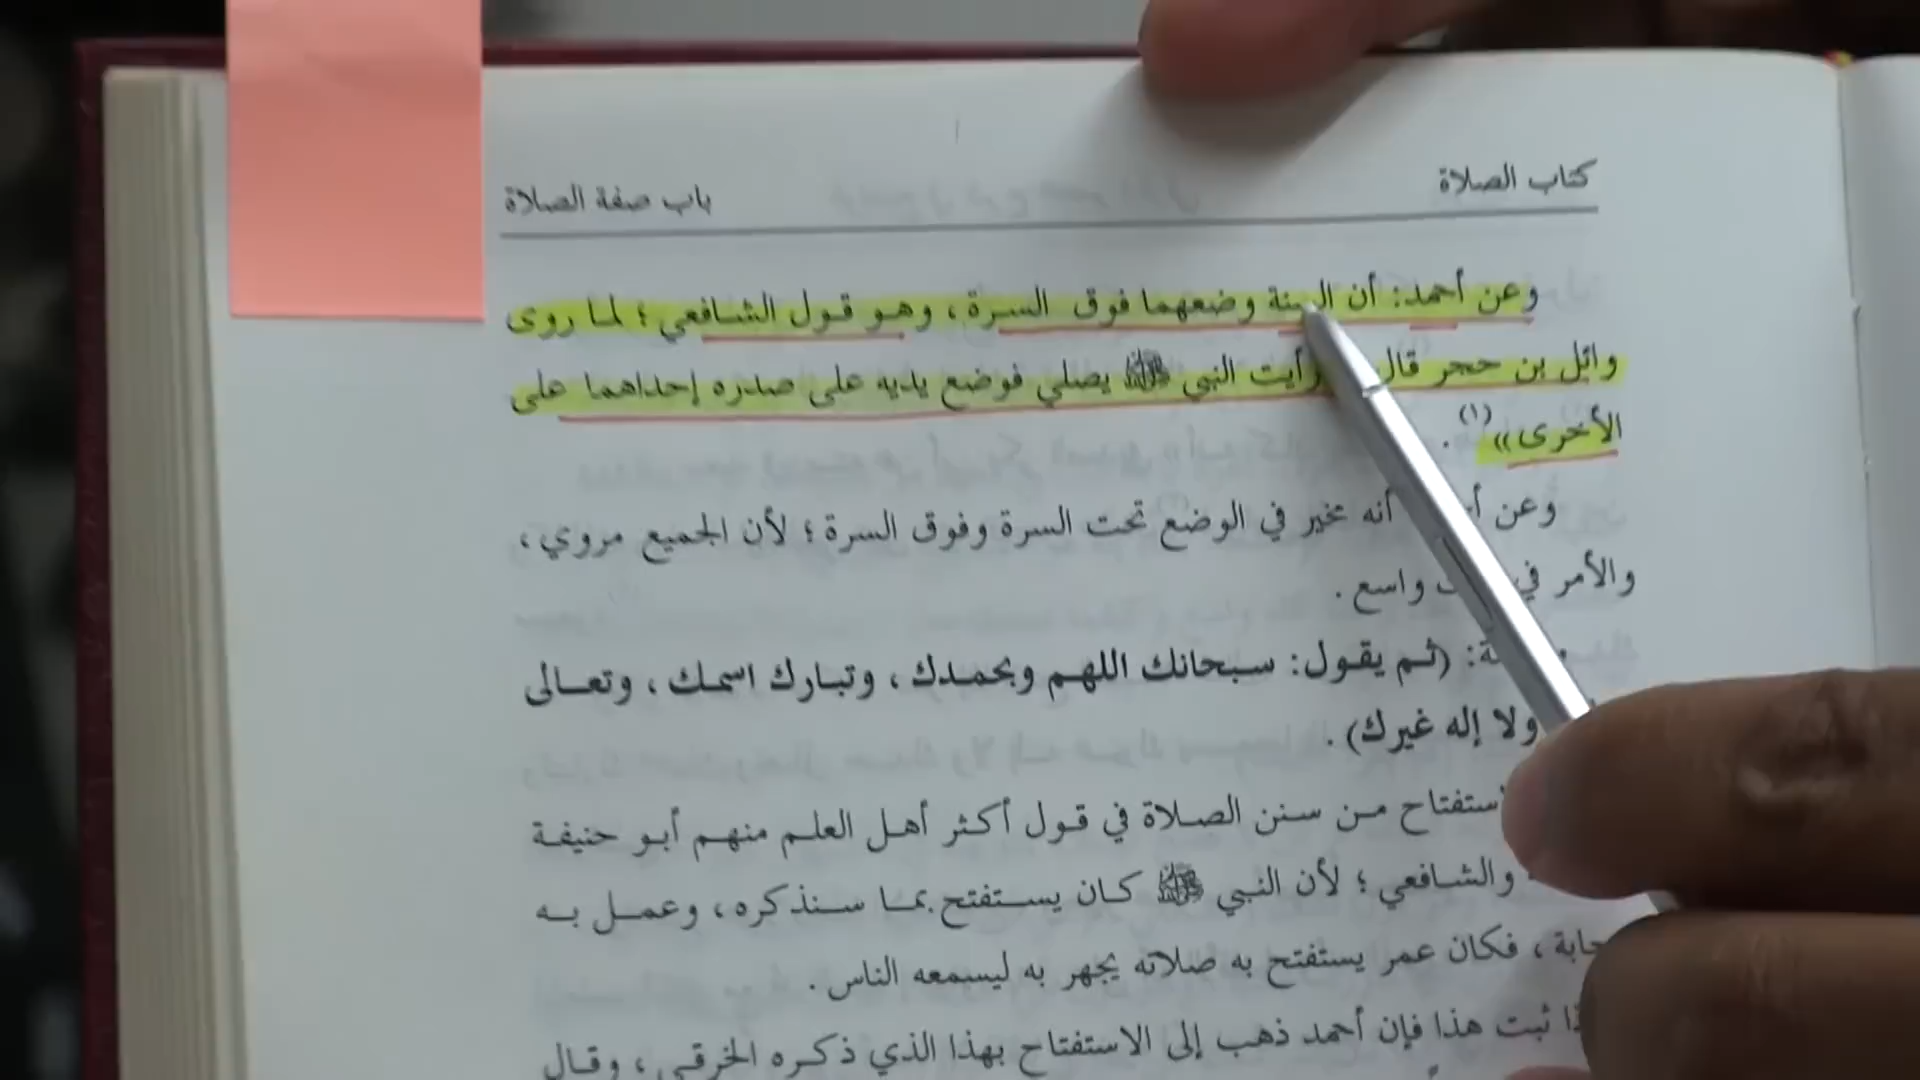 كتاب الصلاة
باب صفة الصلاة
وعن أحمد: أن السنة وضعهما فوق السرة، وهو قول الشافعي؛ لما روى
وائل بن حجر قال رأيت النبي ﷺ يصلي فوضع يديه على صدره إحداهما على
الأخرى»(١).
وعن أنه مخير في الوضع تحت السرة وفوق السرة؛ لأن الجميع مروي،
والأمر في واسع.
(ثم يقول: سبحانك اللهم وبحمدك، وتبارك اسمك، وتعالى
ولا إله غيرك).
من سنن الصلاة في قول أكثر أهل العلم منهم أبو حنيفة
والشافعي؛ لأن النبي ﷺ كان يستفتح بما سنذكره، وعمل به
فكان عمر يستفتح به صلاته يجهر به ليسمعه الناس.
ثبت هذا فإن أحمد ذهب إلى الاستفتاح بهذا الذي ذكره الخرقي، وقال